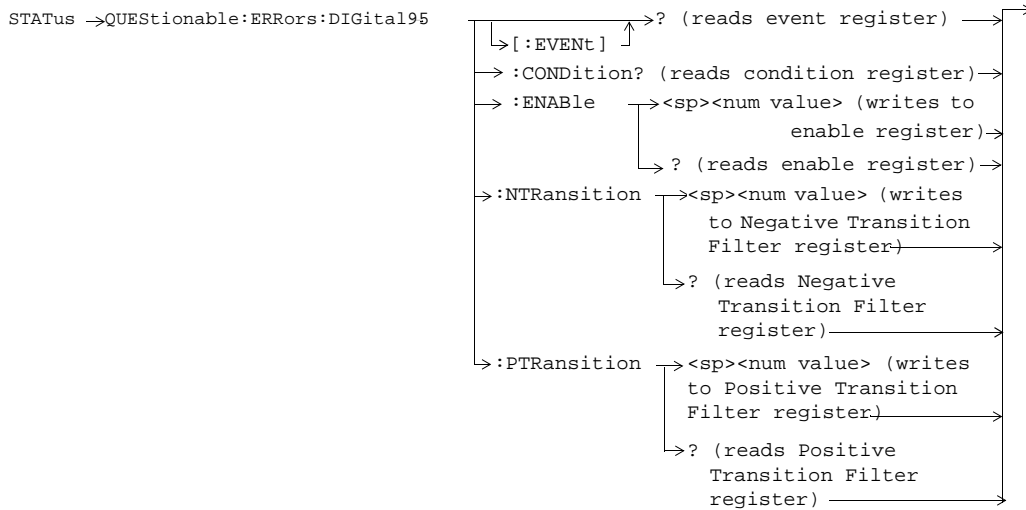 STATus QUEStionable:ERRors:DIGital95 ? (reads event register)
[:EVENt]
:CONDition? (reads condition register)
:ENABle <sp><num value> (writes to
enable register)
? (reads enable register)
:NTRansition <sp><num value> (writes
to Negative Transition
Filter register)
? (reads Negative
Transition Filter
register)
:PTRansition <sp><num value> (writes
to Positive Transition
Filter register)
? (reads Positive
Transition Filter
register)